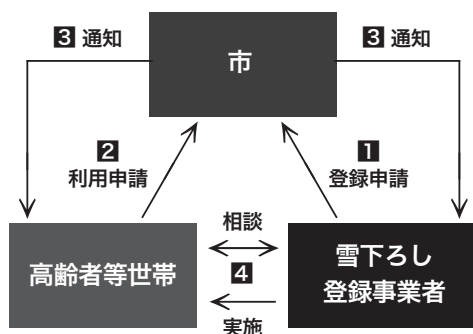 3 通知
市
3 通知
2
利用申請
1
登録申請
高齢者等世帯
相談
4
実施
雪下ろし
登録事業者